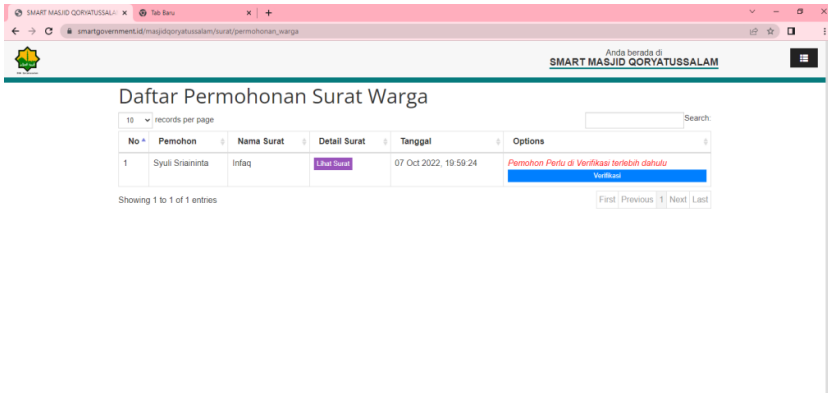 SMART MASJID QORYATUSSALA
Tab Baru
smartgovernment.id/masjidqoryatussalam/surat/permohonan_warga
Anda berada di
SMART MASJID QORYATUSSALAM
Daftar Permohonan Surat Warga
10 records per page
Search:
No Pemohon Nama Surat Detail Surat Tanggal Options
1 Syuli Sriaininta Infaq Lihat Surat 07 Oct 2022, 19:59:24 Pemohon Perlu di Verifikasi terlebih dahulu
Verifikasi
Showing 1 to 1 of 1 entries
First Previous 1 Next Last